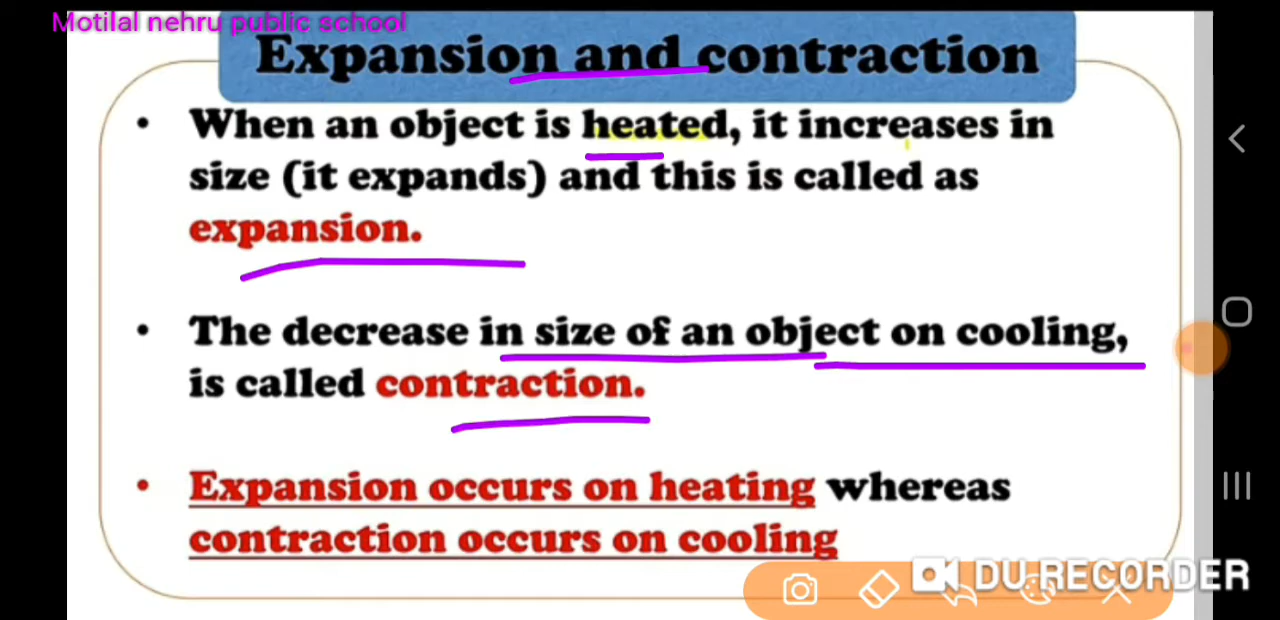 Motilal nehru public school
Expansion and contraction
• When an object is heated, it increases in
size (it expands) and this is called as
expansion.
• The decrease in size of an object on cooling,
is called contraction.
• Expansion occurs on heating whereas
contraction occurs on cooling
DU RECORDER